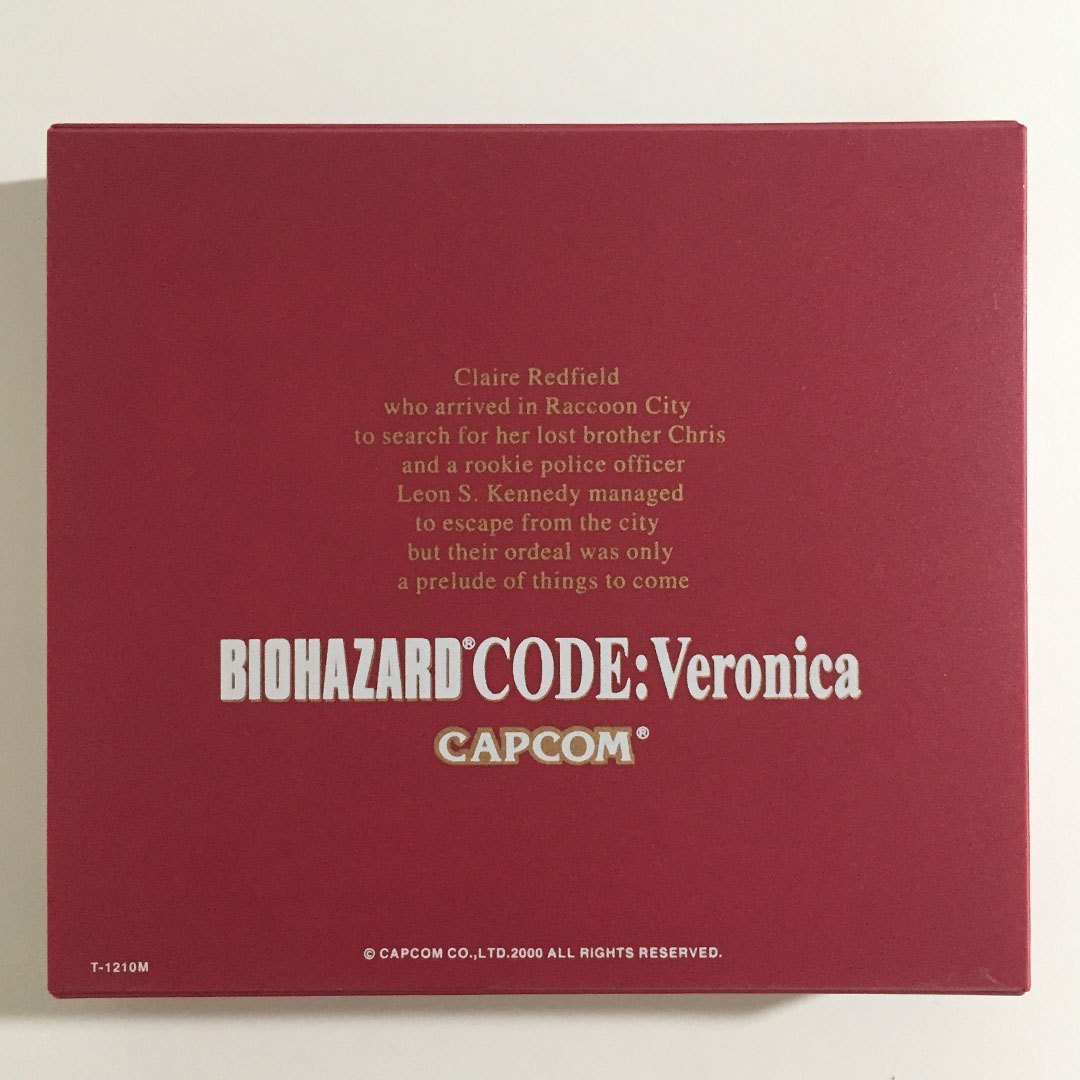 Claire Redfield
who arrived in Raccoon City
to search for her lost brother Chris
and a rookie police officer
Leon S. Kennedy managed
to escape from the city
but their ordeal was only
a prelude of things to come
BIOHAZARD® CODE:Veronica
CAPCOM®
© CAPCOM CO.,LTD.2000 ALL RIGHTS RESERVED.
T-1210M